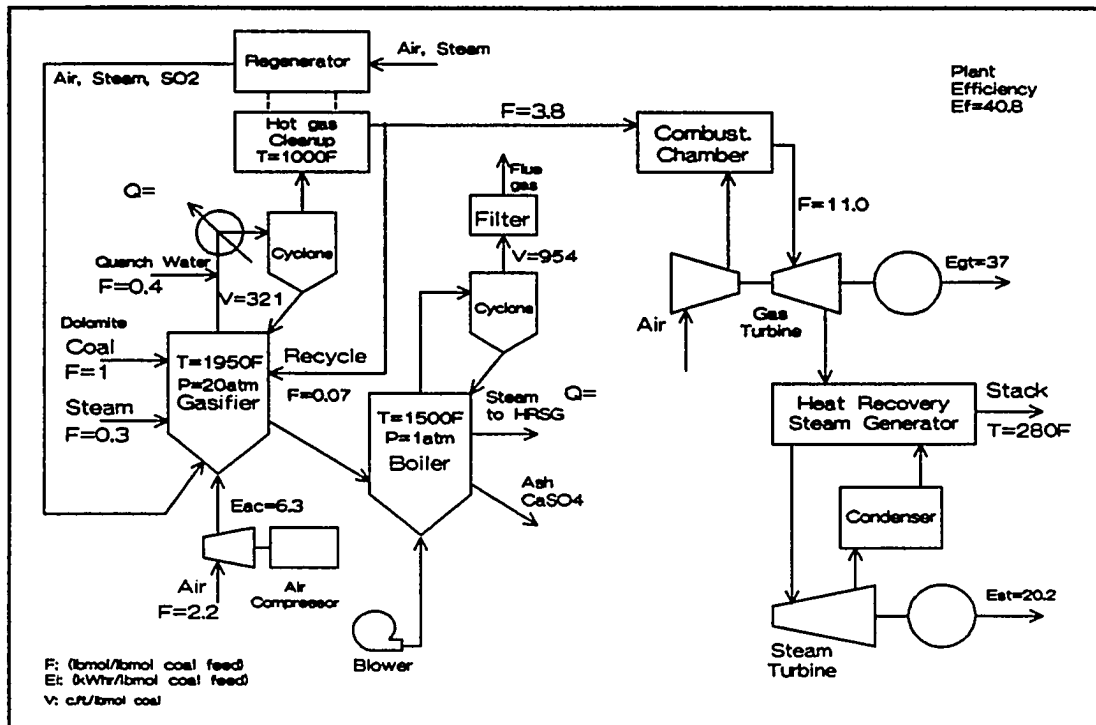 Regenerator
Air, Steam
Air, Steam, SO2
Plant
Efficiency
Ef=40.8
Hot gas
Cleanup
T=1000F
F=3.8
Combust.
Chamber
Flue
gas
Q=
Filter
F=11.0
Cyclone
V=954
Quench Water
F=0.4
V=321
Cyclone
Egt=37
Gas
Turbine
Air
Dolomite
Coal
F=1
T=1950F
P=20atm
Gasifier
Recycle
F=0.07
Steam
F=0.3
T=1500F
P=1atm
Boiler
Steam
to HRSG
Q=
Heat Recovery
Steam Generator
Stack
T=280F
Ash
CaSO4
Eac=6.3
Condenser
Air
F=2.2
Air
Compressor
Est=20.2
Blower
Steam
Turbine
F: (lbmol/lbmol coal feed)
Ei: (kWhr/lbmol coal feed)
V: c.ft./lbmol coal